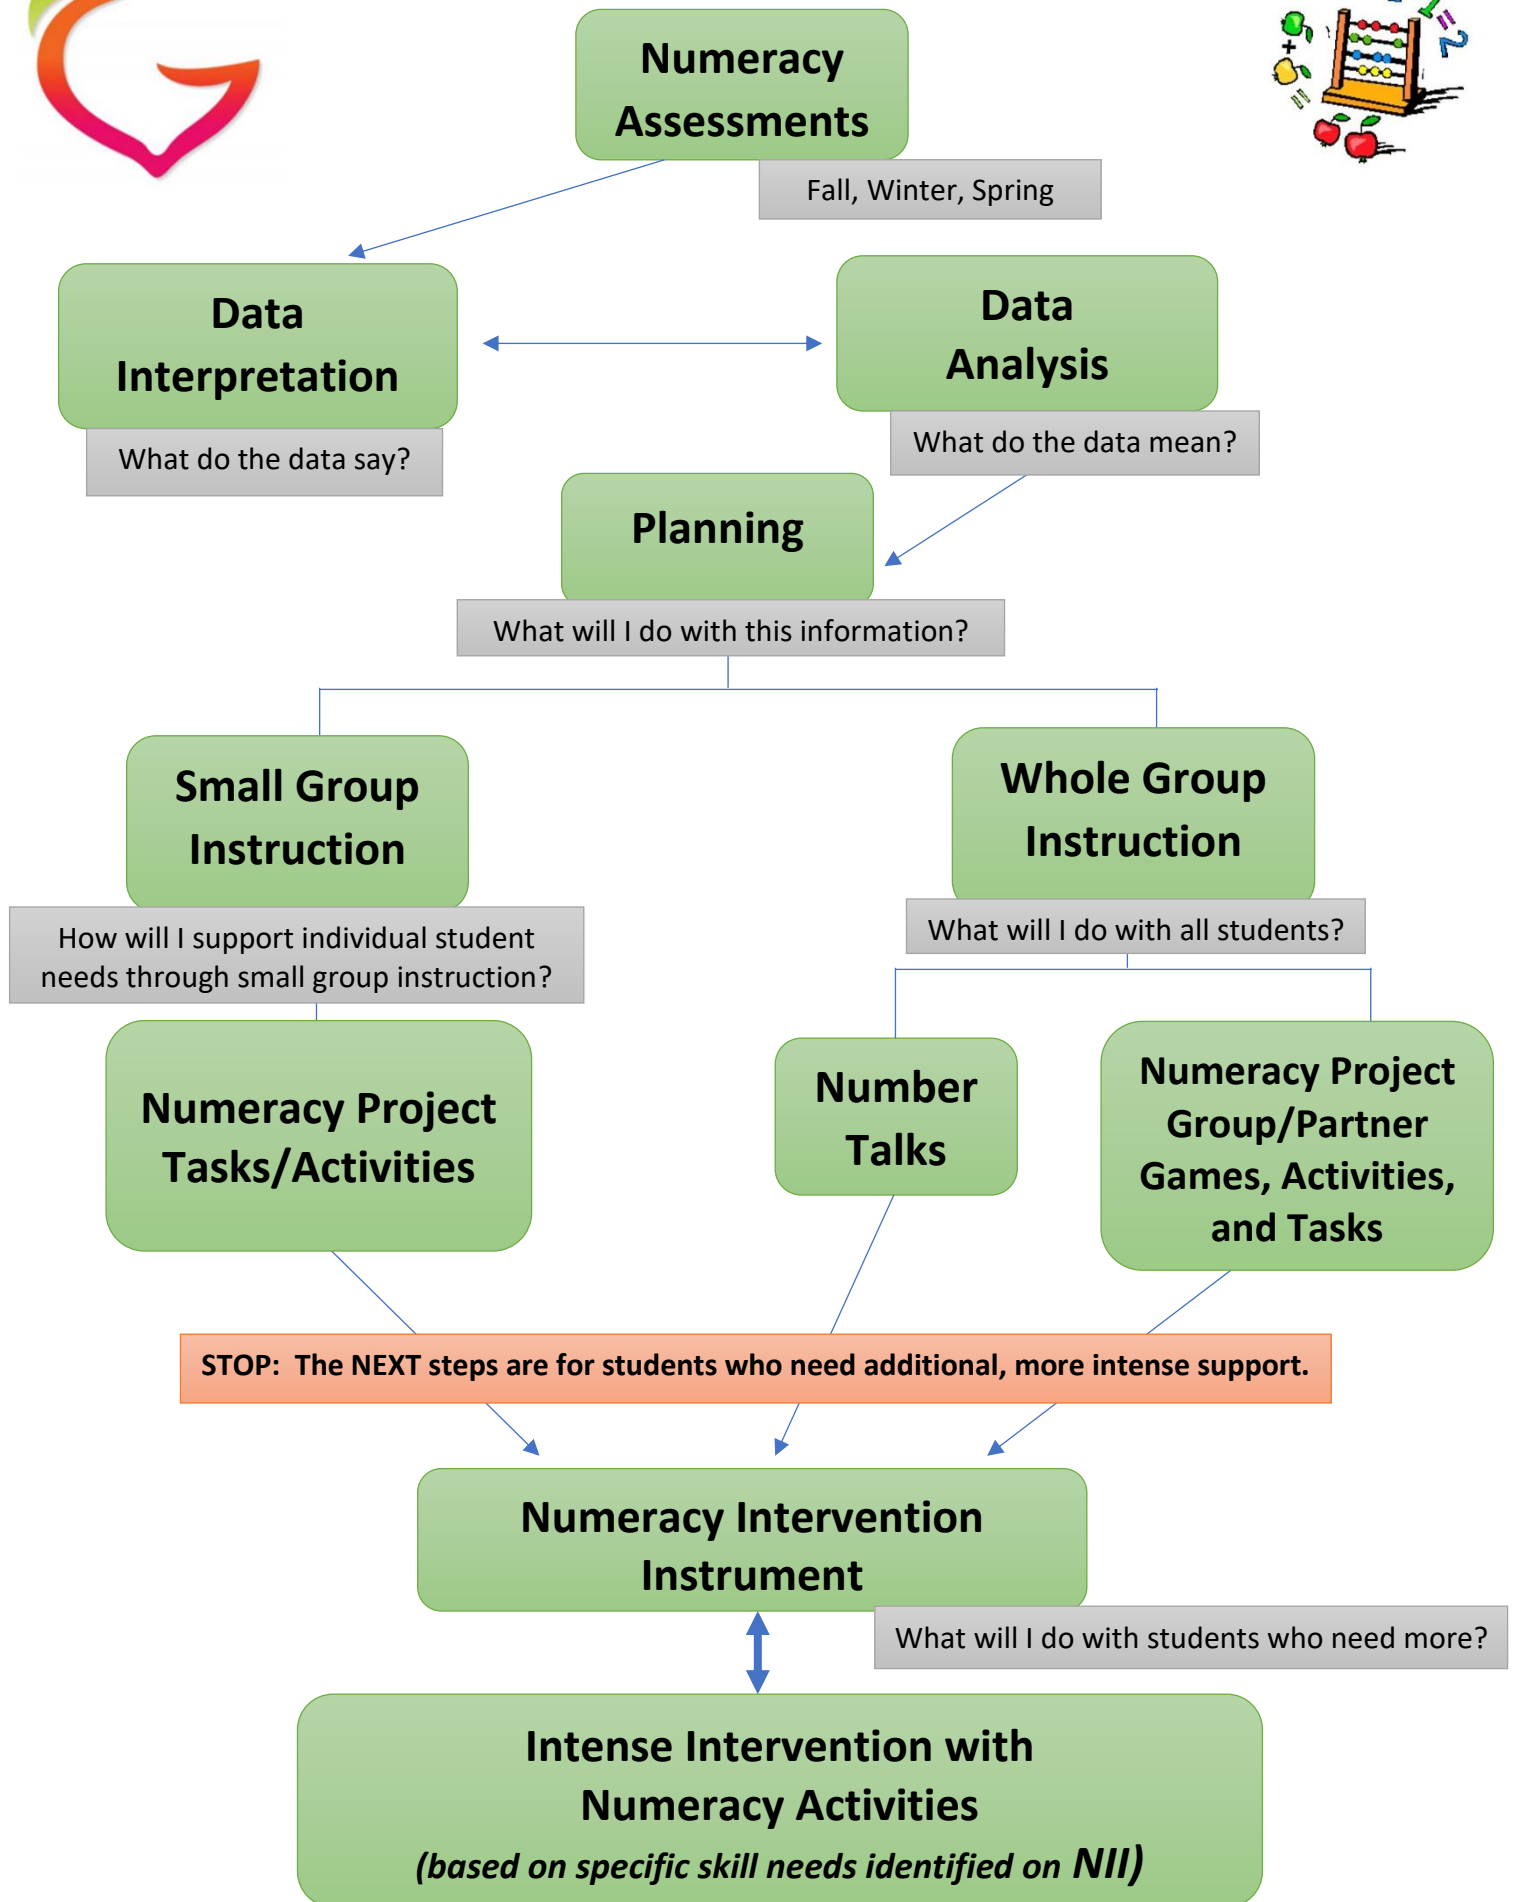 Numeracy
Assessments
Fall, Winter, Spring
Data
Interpretation
What do the data say?
Data
Analysis
What do the data mean?
Planning
What will I do with this information?
Small Group
Instruction
How will I support individual student
needs through small group instruction?
Whole Group
Instruction
What will I do with all students?
Numeracy Project
Tasks/Activities
Number
Talks
Numeracy Project
Group/Partner
Games, Activities,
and Tasks
STOP:  The NEXT steps are for students who need additional, more intense support.
Numeracy Intervention
Instrument
What will I do with students who need more?
Intense Intervention with
Numeracy Activities
(based on specific skill needs identified on NII)